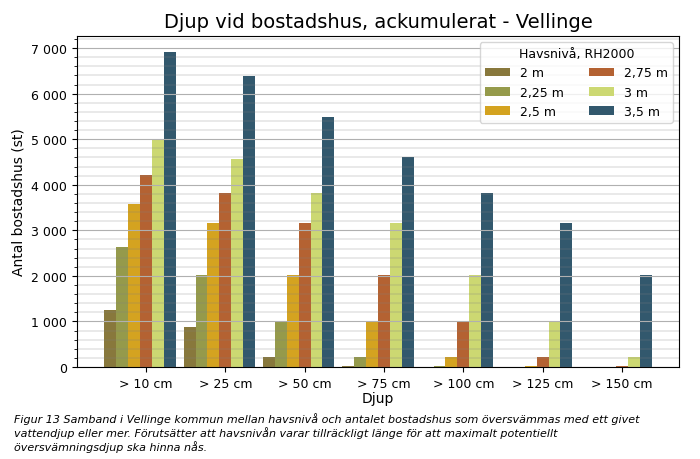 Djup vid bostadshus, ackumulerat - Vellinge
Havsnivå, RH2000
2 m
2,25 m
2,5 m
2,75 m
3 m
3,5 m
Antal bostadshus (st)
7 000
6 000
5 000
4 000
3 000
2 000
1 000
0
> 10 cm
> 25 cm
> 50 cm
> 75 cm
> 100 cm
> 125 cm
> 150 cm
Djup
Figur 13 Samband i Vellinge kommun mellan havsnivå och antalet bostadshus som översvämmas med ett givet
vattendjup eller mer. Förutsätter att havsnivån varar tillräckligt länge för att maximalt potentiellt
översvämningsdjup ska hinna nås.